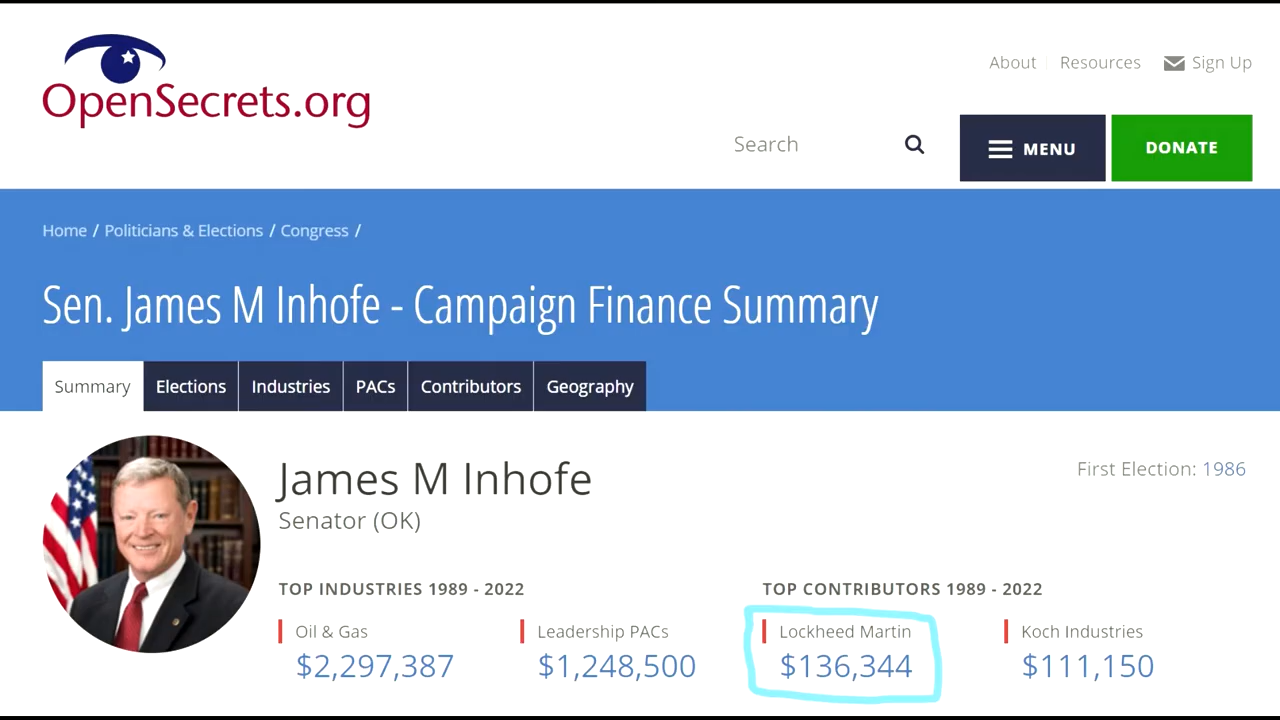 OpenSecrets.org
About
Resources
Sign Up
Search
MENU
DONATE
Home / Politicians & Elections / Congress /
Sen. James M Inhofe - Campaign Finance Summary
Summary
Elections
Industries
PACs
Contributors
Geography
James M Inhofe
Senator (OK)
First Election: 1986
TOP INDUSTRIES 1989 - 2022
Oil & Gas
$2,297,387
Leadership PACs
$1,248,500
TOP CONTRIBUTORS 1989 - 2022
Lockheed Martin
$136,344
Koch Industries
$111,150